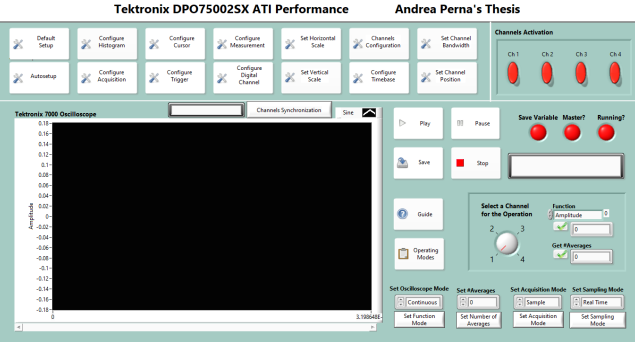 Tektronix DPO75002SX ATI Performance
Andrea Perna's Thesis
Default
Setup
Configure
Histogram
Configure
Cursor
Configure
Measurement
Set Horizontal
Scale
Channels
Configuration
Set Channel
Bandwidth
Autosetup
Configure
Acquisition
Configure
Trigger
Configure
Digital
Channel
Set Vertical
Scale
Configure
Timebase
Set Channel
Position
Channels Activation
Ch 1
Ch 2
Ch 3
Ch 4
Tektronix 7000 Oscilloscope
Channels Synchronization
Sine
Amplitude
0.18
0.16
0.14
0.12
0.1
0.08
0.06
0.04
0.02
0
-0.02
-0.04
-0.06
-0.08
-0.1
-0.12
-0.14
-0.16
-0.18
0
3.198648E-
Play
Pause
Save
Stop
Save Variable
Master?
Running?
Guide
Operating
Modes
Select a Channel
for the Operation
1
2
3
4
Function
Amplitude
0
0
Get #Averages
0
Set Oscilloscope Mode
Continuous
Set Function
Mode
Set #Averages
0
Set Number of
Averages
Set Acquisition Mode
Sample
Set Acquisition
Mode
Set Sampling Mode
Real Time
Set Sampling
Mode